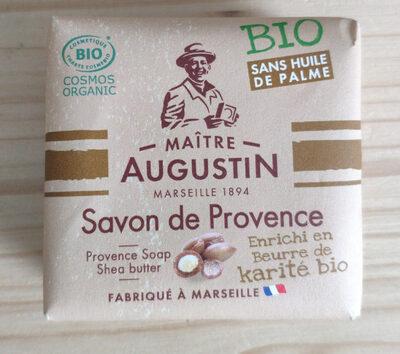 COSMÉTIQUE
BIO
CHARTE COSMEBIO
COSMOS
ORGANIC
BIO
SANS HUILE
DE PALME
MAÎTRE
AUGUSTIN
MARSEILLE 1894
Savon de Provence
Provence Soap
Shea butter
Enrichi en
Beurre de
karité bio
FABRIQUÉ À MARSEILLE